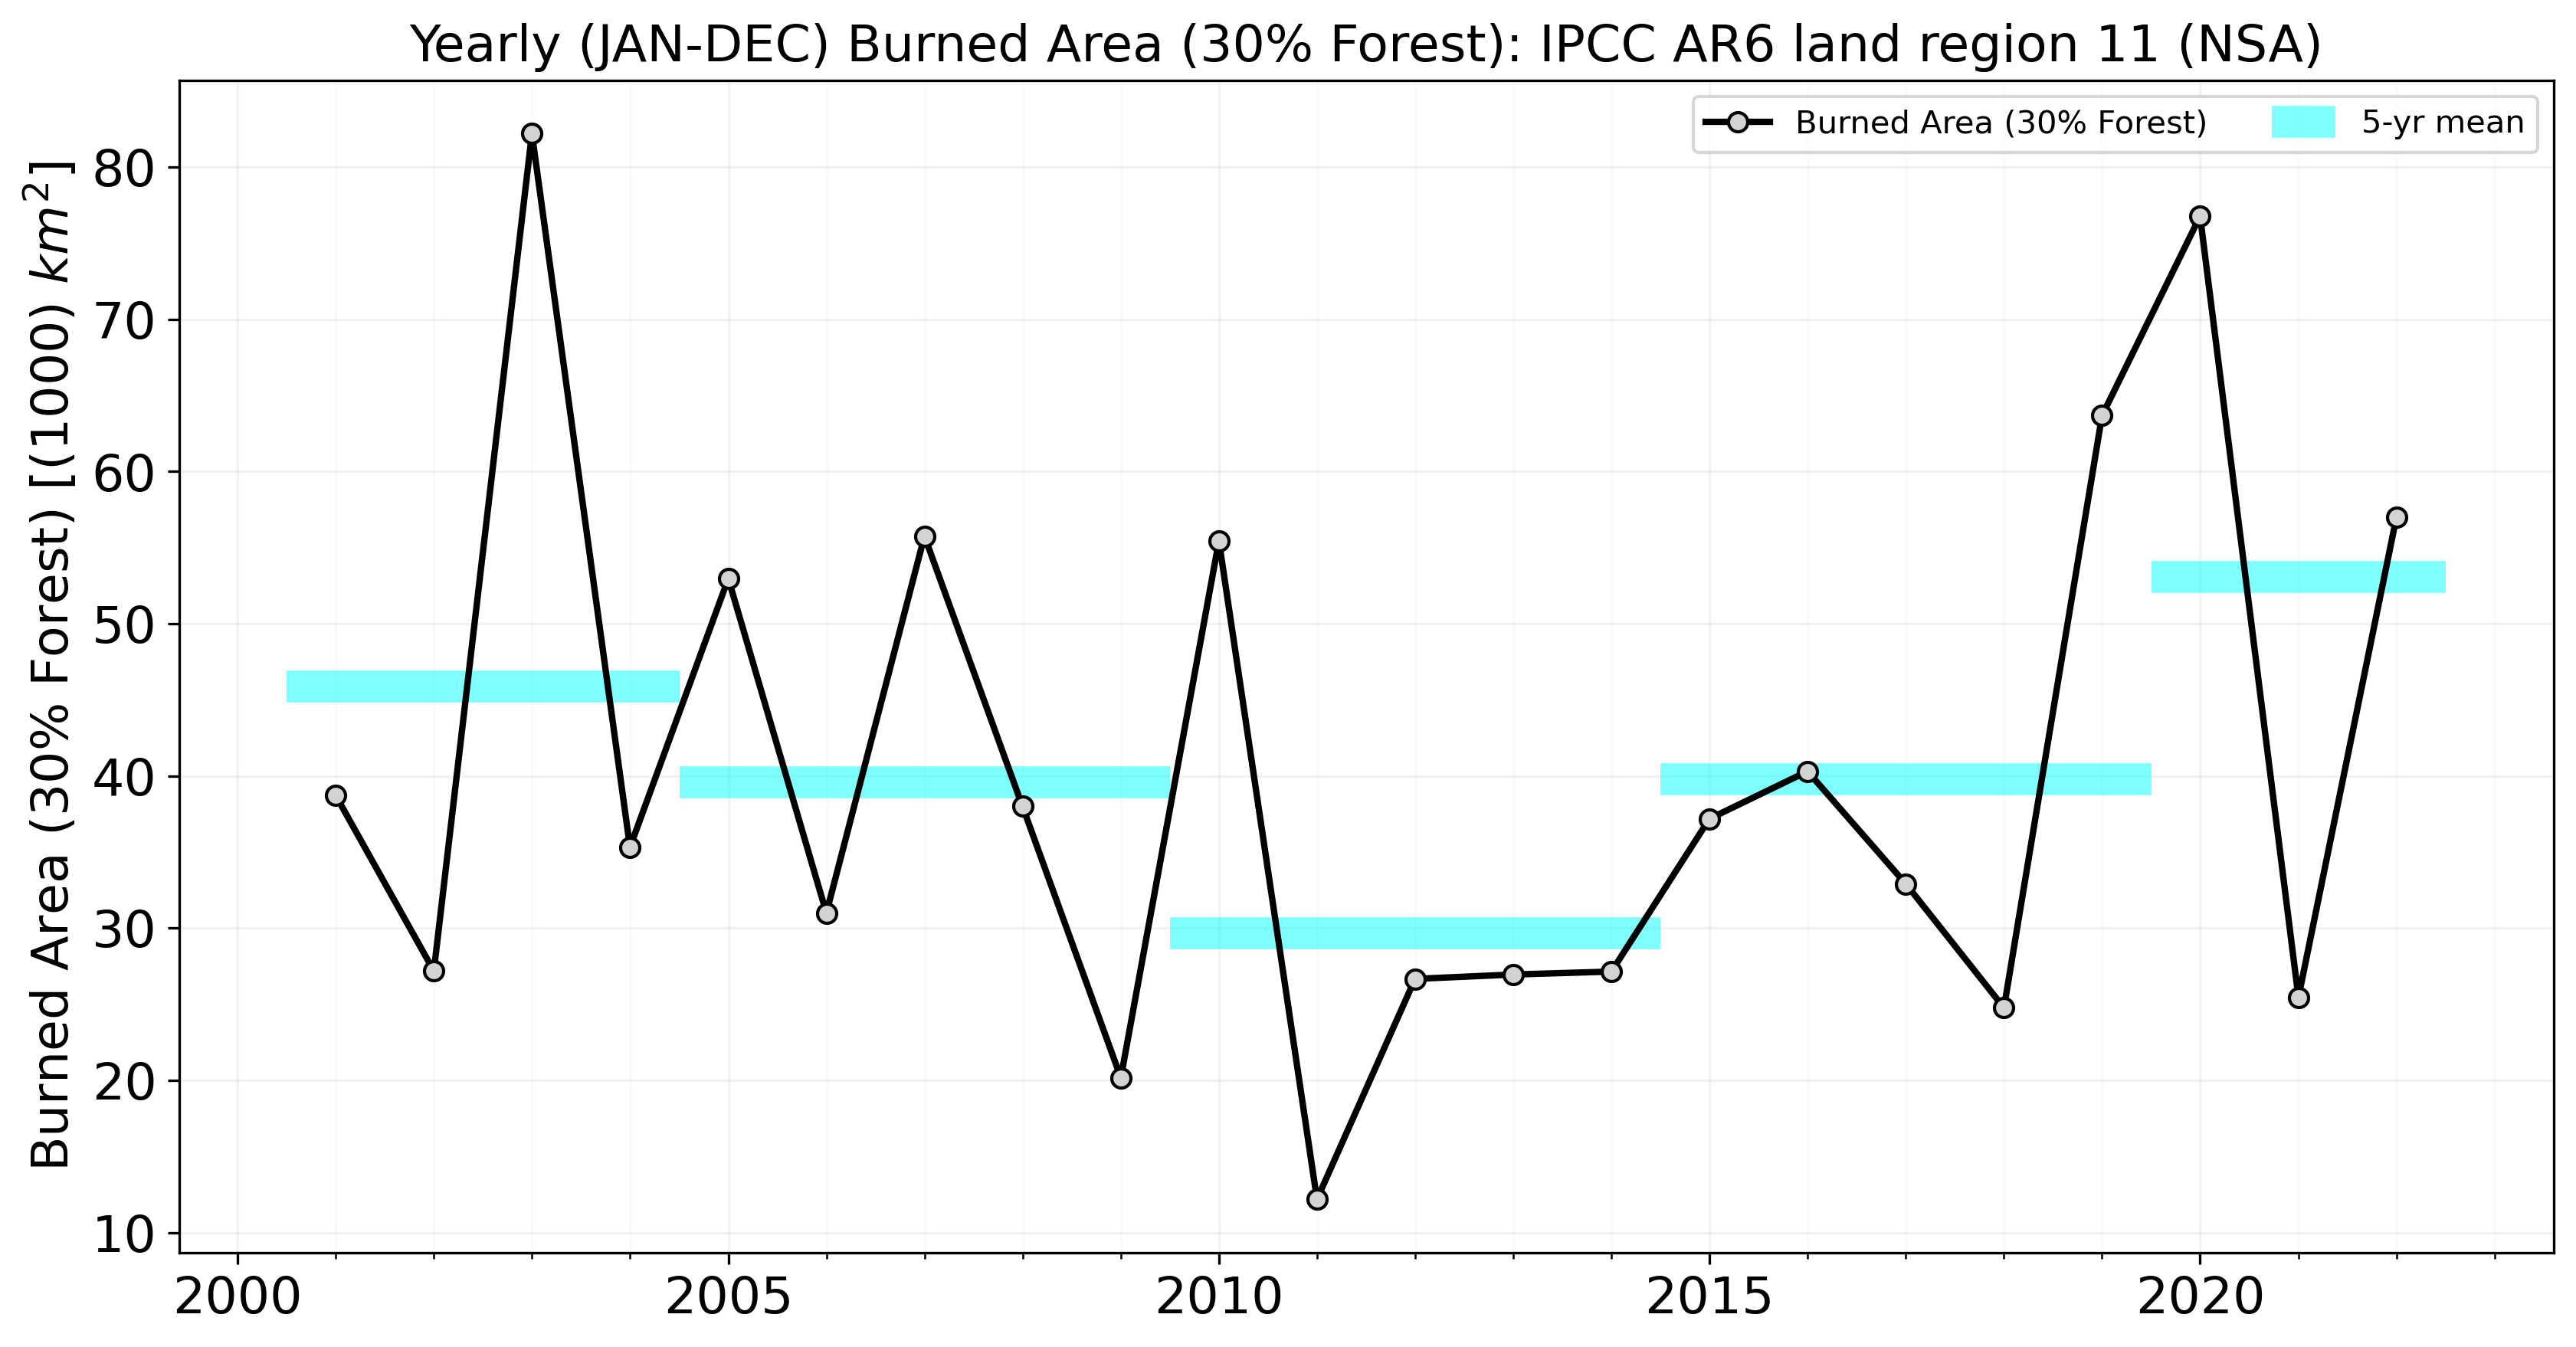 Yearly (JAN-DEC) Burned Area (30% Forest): IPCC AR6 land region 11 (NSA)
Burned Area (30% Forest) 5-yr mean
Burned Area (30% Forest) [(1000) km²]
80
70
60
50
40
30
20
10
2000 2005 2010 2015 2020